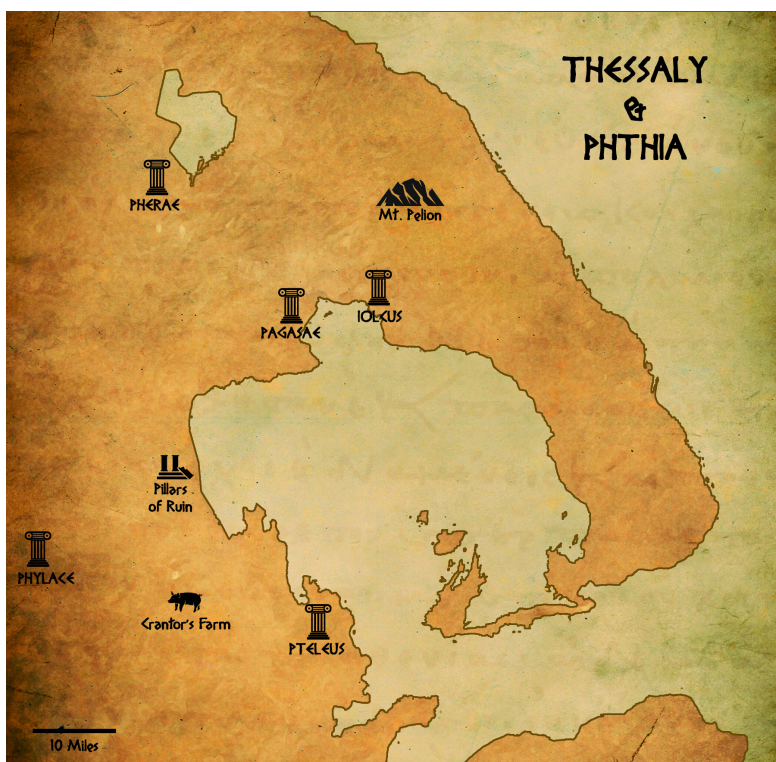 THESSALY
&
PHTHIA
PHERAE
Mt. Pelion
IOLCUS
PAGASAE
Pillars
of Ruin
PHYLACE
Crantor's Farm
PTELEUS
10 Miles